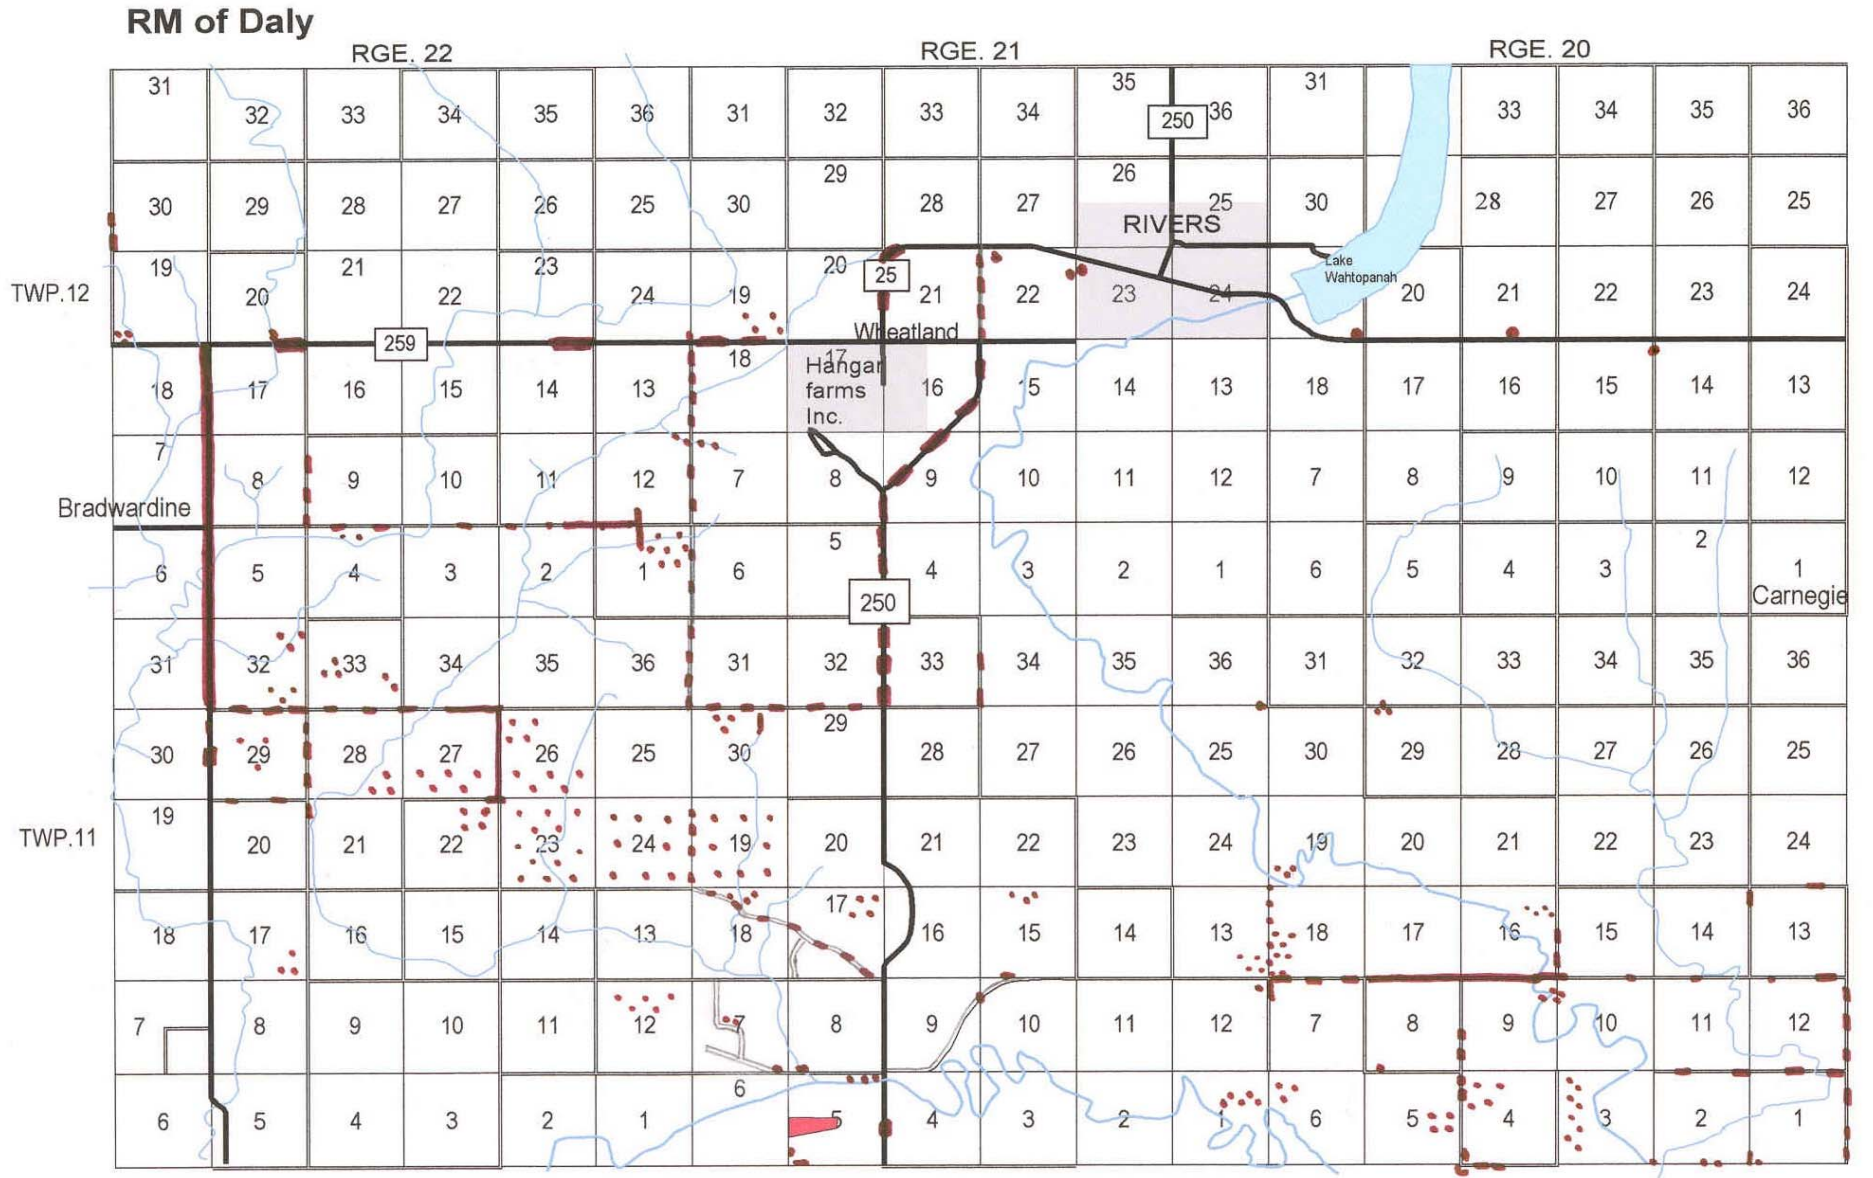 RM of Daly
RGE. 22 RGE. 21 RGE. 20
31 32 33 34 35 36 31 32 33 34 35 250 36 31 33 34 35 36
30 29 28 27 26 25 30 29 28 27 26 25 30 28 27 26 25
RIVERS
TWP.12 19 20 21 22 23 24 19 20 25 21 22 23 24 Lake 20 21 22 23 24
Wahtopanah
259 Wheatland
18 17 16 15 14 13 18 17 16 15 14 13 18 17 16 15 14 13
Hangar
farms
Inc.
7 8 9 10 11 12 7 8 9 10 11 12 7 8 9 10 11 12
Bradwardine
6 5 4 3 2 1 6 5 4 3 2 1 6 5 4 3 2 1
250 Carnegie
31 32 33 34 35 36 31 32 33 34 35 36 31 32 33 34 35 36
30 29 28 27 26 25 30 29 28 27 26 25 30 29 28 27 26 25
TWP.11 19 20 21 22 23 24 19 20 21 22 23 24 19 20 21 22 23 24
18 17 16 15 14 13 18 17 16 15 14 13 18 17 16 15 14 13
7 8 9 10 11 12 7 8 9 10 11 12 7 8 9 10 11 12
6 5 4 3 2 1 6 5 4 3 2 1 6 5 4 3 2 1